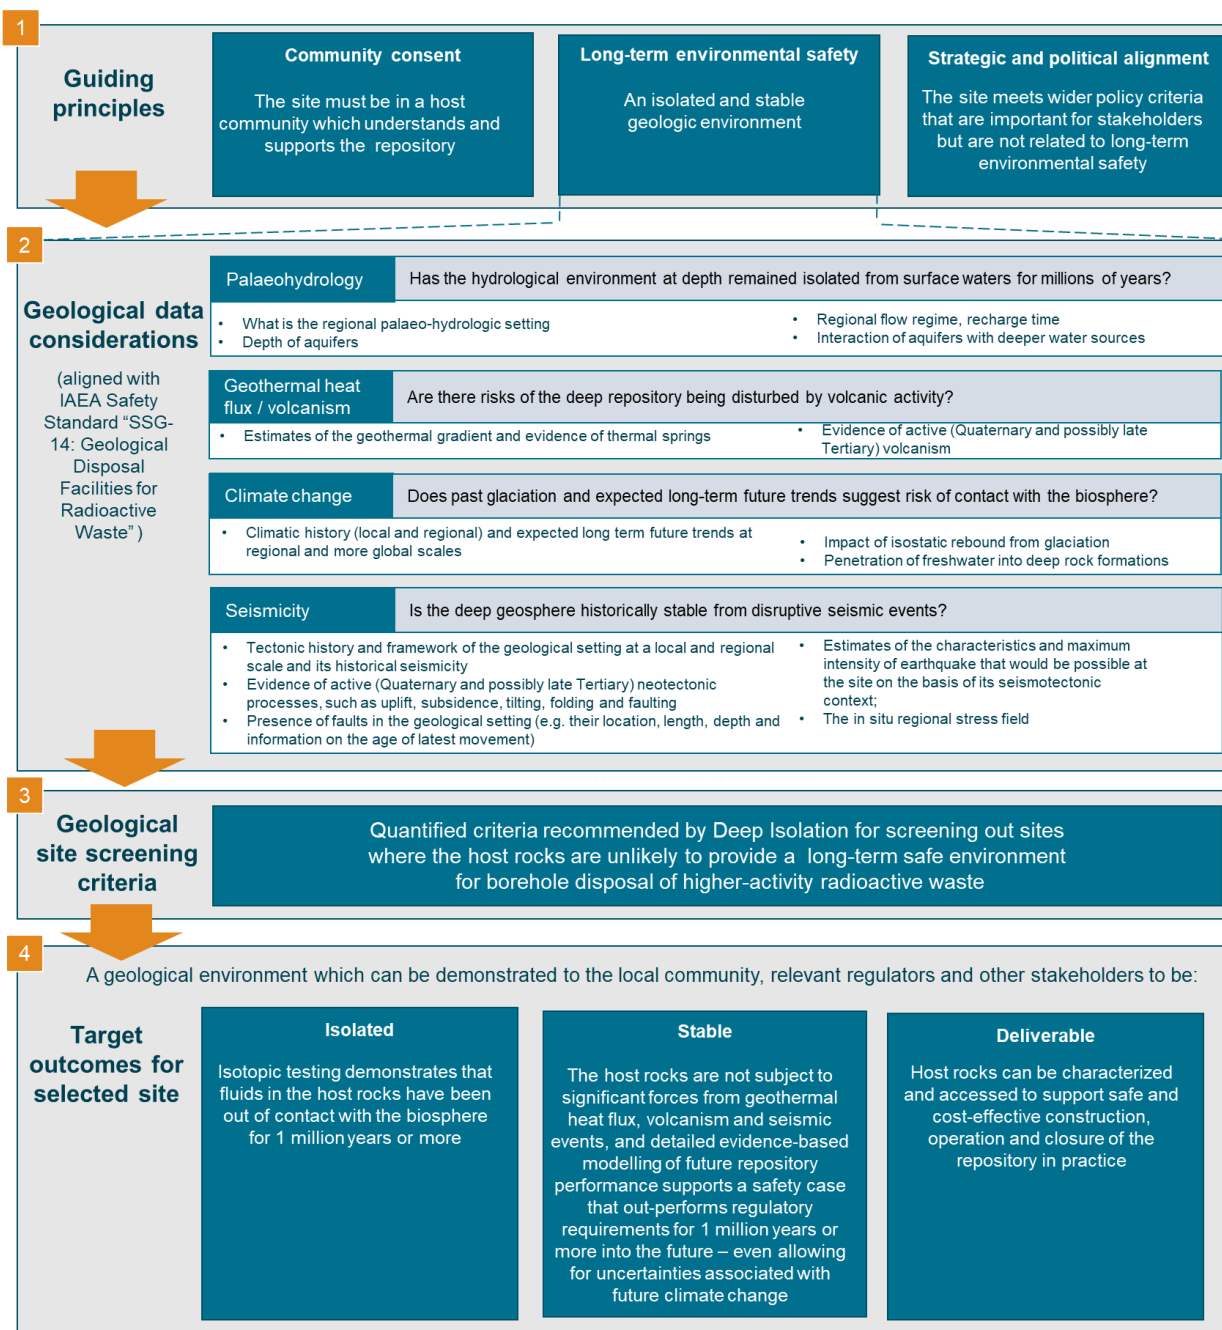 1
Guiding
principles
Community consent
The site must be in a host
community which understands and
supports the repository
Long-term environmental safety
An isolated and stable
geologic environment
Strategic and political alignment
The site meets wider policy criteria
that are important for stakeholders
but are not related to long-term
environmental safety
2
Geological data
considerations
(aligned with
IAEA Safety
Standard “SSG-
14: Geological
Disposal
Facilities for
Radioactive
Waste” )
Palaeohydrology
Has the hydrological environment at depth remained isolated from surface waters for millions of years?
• What is the regional palaeo-hydrologic setting
• Depth of aquifers
• Regional flow regime, recharge time
• Interaction of aquifers with deeper water sources
Geothermal heat
flux / volcanism
Are there risks of the deep repository being disturbed by volcanic activity?
• Estimates of the geothermal gradient and evidence of thermal springs
• Evidence of active (Quaternary and possibly late
Tertiary) volcanism
Climate change
Does past glaciation and expected long-term future trends suggest risk of contact with the biosphere?
• Climatic history (local and regional) and expected long term future trends at
regional and more global scales
• Impact of isostatic rebound from glaciation
• Penetration of freshwater into deep rock formations
Seismicity
Is the deep geosphere historically stable from disruptive seismic events?
• Tectonic history and framework of the geological setting at a local and regional
scale and its historical seismicity
• Evidence of active (Quaternary and possibly late Tertiary) neotectonic
processes, such as uplift, subsidence, tilting, folding and faulting
• Presence of faults in the geological setting (e.g. their location, length, depth and
information on the age of latest movement)
• Estimates of the characteristics and maximum
intensity of earthquake that would be possible at
the site on the basis of its seismotectonic
context;
• The in situ regional stress field
3
Geological
site screening
criteria
Quantified criteria recommended by Deep Isolation for screening out sites
where the host rocks are unlikely to provide a long-term safe environment
for borehole disposal of higher-activity radioactive waste
4
A geological environment which can be demonstrated to the local community, relevant regulators and other stakeholders to be:
Target
outcomes for
selected site
Isolated
Isotopic testing demonstrates that
fluids in the host rocks have been
out of contact with the biosphere
for 1 million years or more
Stable
The host rocks are not subject to
significant forces from geothermal
heat flux, volcanism and seismic
events, and detailed evidence-based
modelling of future repository
performance supports a safety case
that out-performs regulatory
requirements for 1 million years or
more into the future – even allowing
for uncertainties associated with
future climate change
Deliverable
Host rocks can be characterized
and accessed to support safe and
cost-effective construction,
operation and closure of the
repository in practice